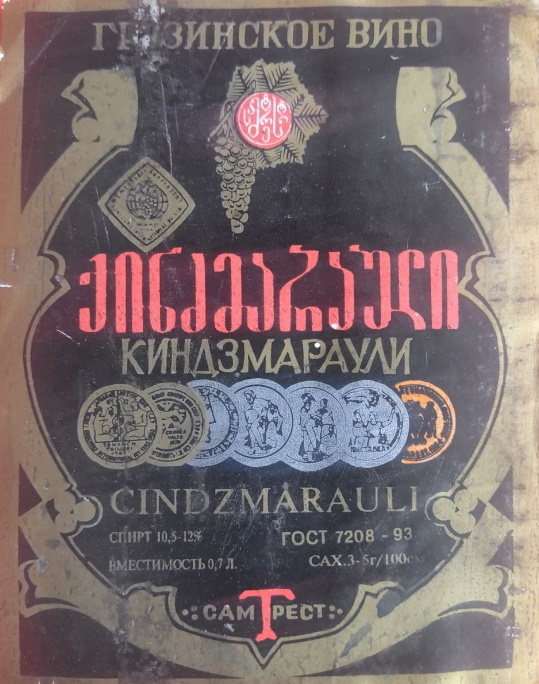 ГРУЗИНСКОЕ ВИНО
ქინძმარაული
КИНДЗМАРАУЛИ
CINDZMARAULI
СПИРТ 10,5-12%
ГОСТ 7208 - 93
ВМЕСТИМОСТЬ 0,7 Л.
САХ.3-5г/100см
САМТРЕСТ